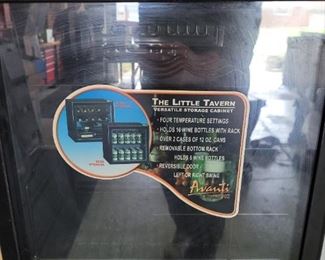 THE LITTLE TAVERN
VERSATILE STORAGE CABINET
• FOUR TEMPERATURE SETTINGS
• HOLDS 16 WINE BOTTLES WITH RACK
• OVER 2 CASES OF 12 OZ. CANS
• REMOVABLE BOTTOM RACK
HOLDS 5 WINE BOTTLES
• REVERSIBLE DOOR
LEFT OR RIGHT SWING
Avanti